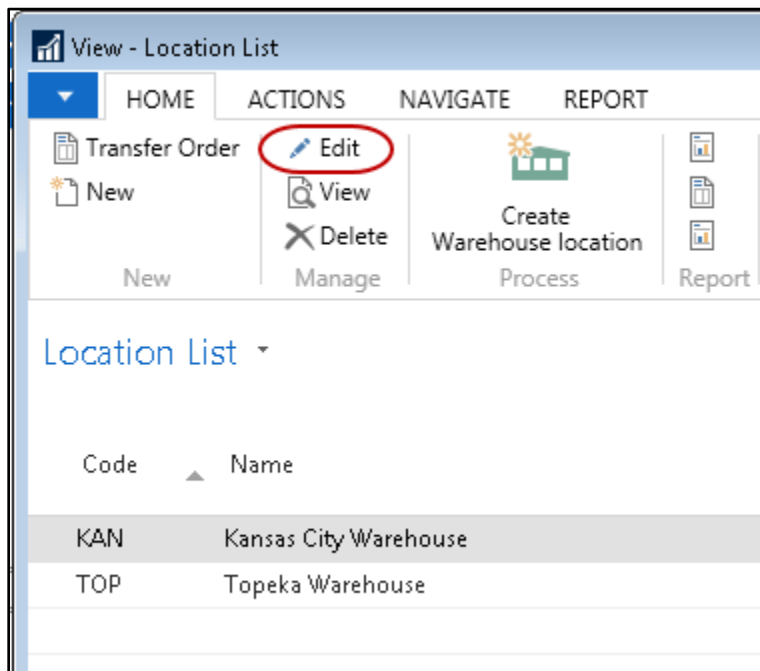 View - Location List
HOME ACTIONS NAVIGATE REPORT
Transfer Order
New
New
Edit
View
Delete
Manage
Create
Warehouse location
Process
Report
Location List
Code Name
KAN Kansas City Warehouse
TOP Topeka Warehouse